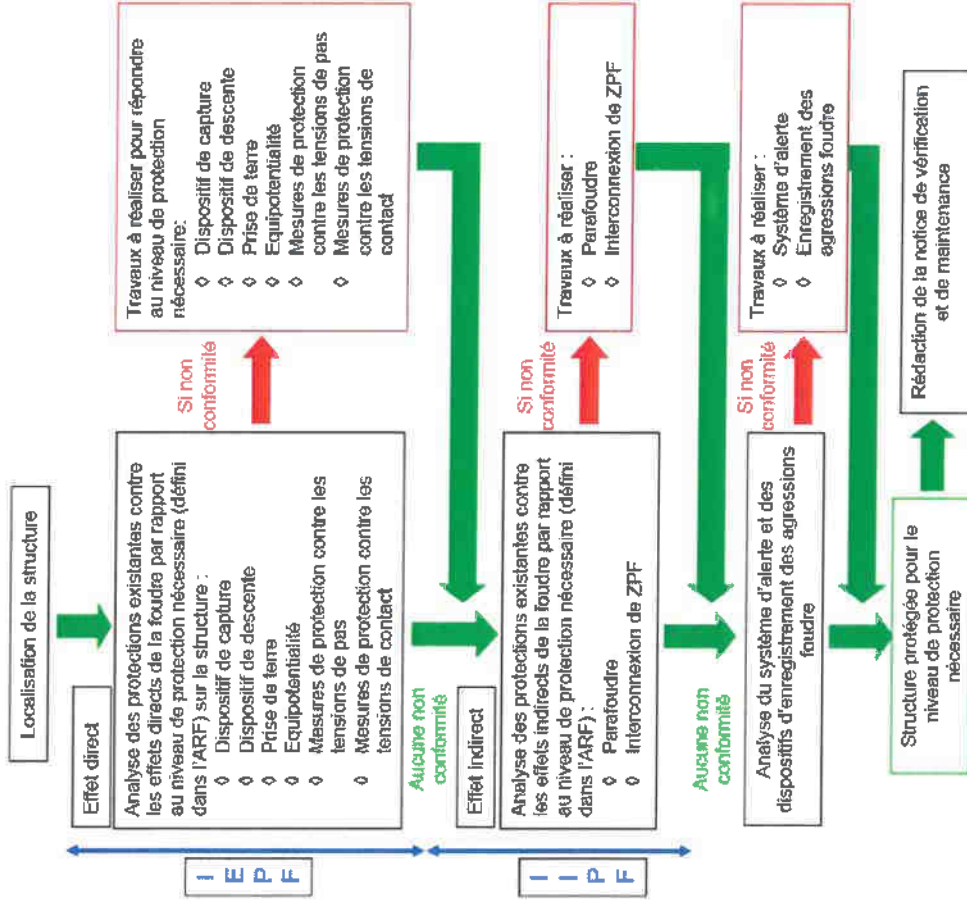 Localisation de la structure
Effet direct
Analyse des protections existantes contre
les effets directs de la foudre par rapport
au niveau de protection nécessaire (défini
dans l'ARF) sur la structure :
◊ Dispositif de capture
◊ Dispositif de descente
◊ Prise de terre
◊ Equipotentialité
◊ Mesures de protection contre les
tensions de pas
◊ Mesures de protection contre les
tensions de contact
Si non
conformité
Travaux à réaliser pour répondre
au niveau de protection
nécessaire:
◊ Dispositif de capture
◊ Dispositif de descente
◊ Prise de terre
◊ Equipotentialité
◊ Mesures de protection
contre les tensions de pas
◊ Mesures de protection
contre les tensions de
contact
I
E
P
F
Aucune non
conformité
Effet indirect
Analyse des protections existantes contre
les effets indirects de la foudre par rapport
au niveau de protection nécessaire (défini
dans l'ARF) :
◊ Parafoudre
◊ Interconnexion de ZPF
Si non
conformité
Travaux à réaliser :
◊ Parafoudre
◊ Interconnexion de ZPF
I
I
P
F
Aucune non
conformité
Analyse du système d'alerte et des
dispositifs d'enregistrement des agressions
foudre
Si non
conformité
Travaux à réaliser :
◊ Système d'alerte
◊ Enregistrement des
agressions foudre
Structure protégée pour le
niveau de protection
nécessaire
Rédaction de la notice de vérification
et de maintenance